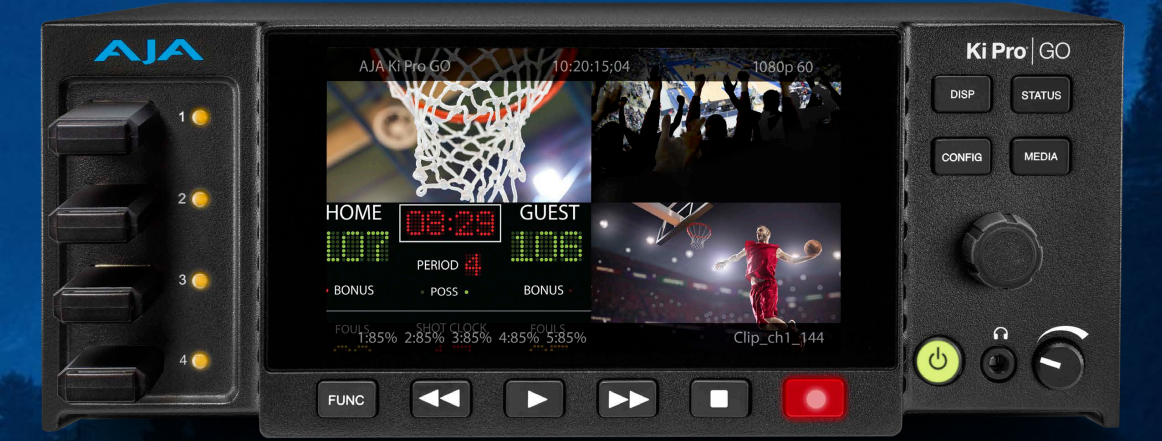 AJA
Ki Pro GO
AJA Ki Pro GO 10:20:15;04 1080p 60
DISP STATUS
1
CONFIG MEDIA
2
HOME 08:29 GUEST
107 108
PERIOD 4
3
BONUS POSS BONUS
FOULS SHOT CLOCK FOULS
1:85% 2:85% 3:85% 4:85% 5:85% Clip_ch1_144
4
FUNC